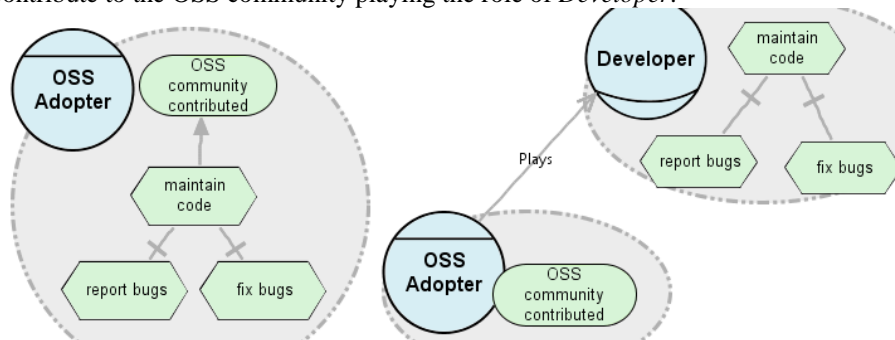 contribute to the OSS community playing the role of Developer.
OSS
Adopter
OSS
community
contributed
maintain
code
report bugs
fix bugs
Plays
Developer
maintain
code
report bugs
fix bugs
OSS
Adopter
OSS
community
contributed